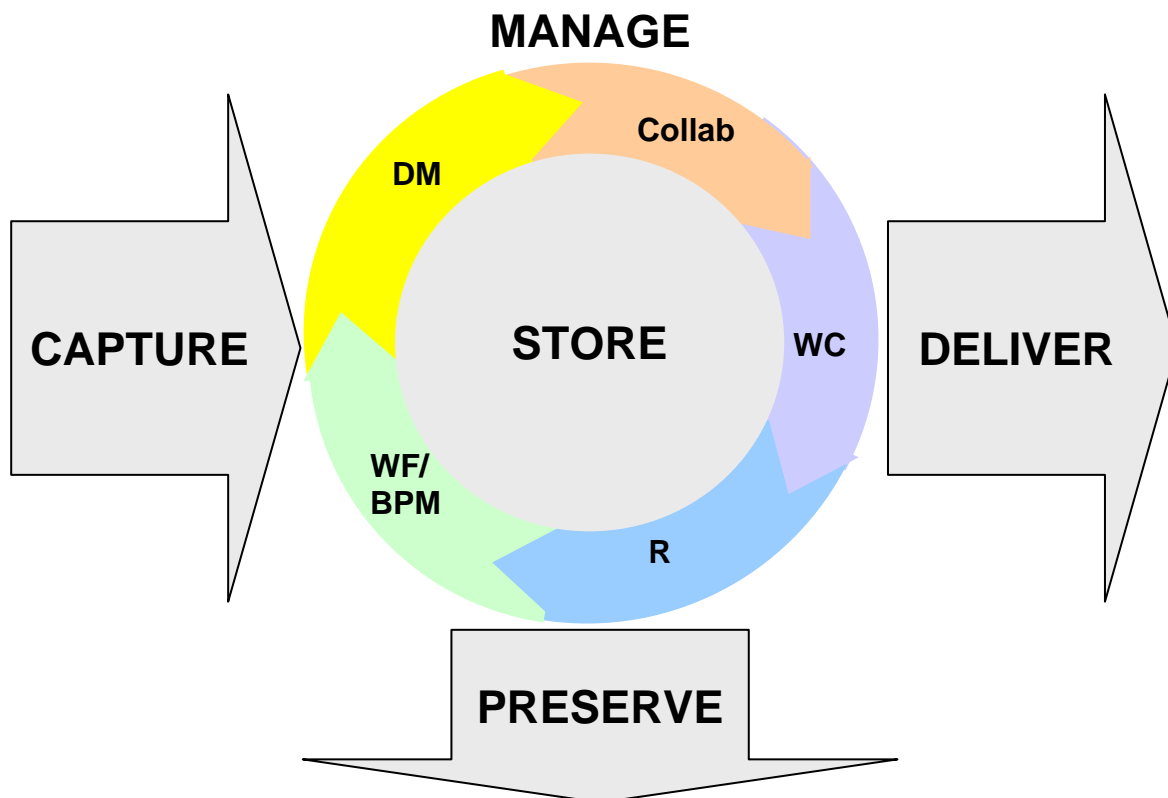 MANAGE
Collab
DM
CAPTURE
STORE
WC
DELIVER
WF/
BPM
R
PRESERVE